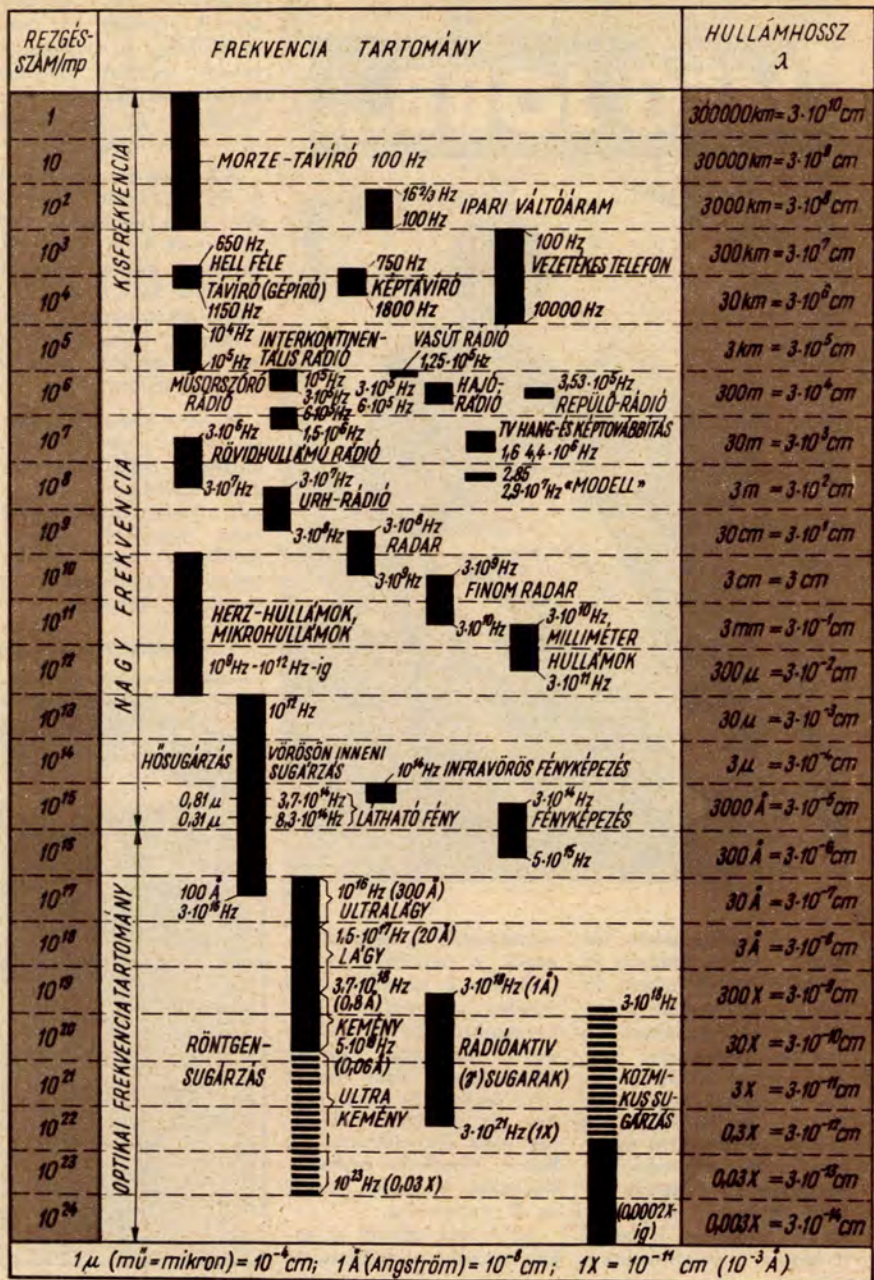 REZGÉS-
SZÁM/mp
FREKVENCIA TARTOMÁNY
HULLÁMHOSSZ
λ
KISFREKVENCIA
NAGY FREKVENCIA
OPTIKAI FREKVENCIATARTOMÁNY
1
300000km=3·10¹⁰cm
10
MORZE-TÁVÍRÓ 100 Hz
30000km=3·10⁹cm
10²
16 2/3 Hz
100 Hz
IPARI VÁLTÓÁRAM
3000km=3·10⁸cm
10³
650 Hz
HELL FÉLE
TÁVÍRÓ (GÉPÍRÓ)
1150 Hz
750 Hz
KÉPTÁVÍRÓ
1800 Hz
100 Hz
VEZETÉKES TELEFON
10000 Hz
300km=3·10⁷cm
10⁴
30km=3·10⁶cm
10⁵
10⁴Hz
10⁵Hz
INTERKONTINEN-
TÁLIS RÁDIÓ
VASÚT RÁDIÓ
1,25·10⁵Hz
3km=3·10⁵cm
10⁶
MŰSORSZÓRÓ
RÁDIÓ
10⁵Hz
3·10⁵Hz
6·10⁵Hz
1,5·10⁶Hz
3·10⁵Hz
6·10⁵Hz
HAJÓ-
RÁDIÓ
3,53·10⁵Hz
REPÜLŐ-RÁDIÓ
300m=3·10⁴cm
10⁷
3·10⁶Hz
RÖVIDHULLÁMÚ RÁDIÓ
3·10⁷Hz
TV HANG-ÉS KÉPTOVÁBBÍTÁS
1,6 4,4·10⁶Hz
30m=3·10³cm
10⁸
3·10⁷Hz
URH-RÁDIÓ
3·10⁸Hz
2,85
2,9·10⁷Hz «MODELL»
3m=3·10²cm
10⁹
3·10⁸Hz
RADAR
3·10⁹Hz
30cm=3·10¹cm
10¹⁰
3·10⁹Hz
FINOM RADAR
3·10¹⁰Hz
3cm=3cm
10¹¹
HERZ-HULLÁMOK,
MIKROHULLÁMOK
10⁹Hz-10¹²Hz-ig
3·10¹⁰Hz
MILLIMÉTER
HULLÁMOK
3·10¹¹Hz
3mm=3·10⁻¹cm
10¹²
300µ=3·10⁻²cm
10¹³
10¹²Hz
30µ=3·10⁻³cm
10¹⁴
HŐSUGÁRZÁS
VÖRÖSÖN INNENI
SUGÁRZÁS
10¹⁴Hz INFRAVÖRÖS FÉNYKÉPEZÉS
3µ=3·10⁻⁴cm
10¹⁵
0,81µ
0,31µ
3,7·10¹⁴Hz
8,3·10¹⁴Hz
LÁTHATÓ FÉNY
3·10¹⁴Hz
FÉNYKÉPEZÉS
5·10¹⁵Hz
3000Å=3·10⁻⁵cm
10¹⁶
300Å=3·10⁻⁶cm
10¹⁷
100Å
3·10¹⁶Hz
10¹⁶Hz (300Å)
ULTRALÁGY
30Å=3·10⁻⁷cm
10¹⁸
1,5·10¹⁷Hz (20Å)
LÁGY
3Å=3·10⁻⁸cm
10¹⁹
3,7·10¹⁸Hz
(0,8Å)
KEMÉNY
5·10¹⁹Hz
(0,06Å)
3·10¹⁸Hz (1Å)
3·10¹⁸Hz
300X=3·10⁻⁹cm
10²⁰
RÖNTGEN-
SUGÁRZÁS
RÁDIÓAKTIV
(γ) SUGARAK)
30X=3·10⁻¹⁰cm
10²¹
ULTRA
KEMÉNY
KOZMI-
KUS SU-
GÁRZÁS
3X=3·10⁻¹¹cm
10²²
3·10²¹Hz (1X)
0,3X=3·10⁻¹²cm
10²³
10²³Hz (0,03X)
0,03X=3·10⁻¹³cm
10²⁴
(0,0002X-
ig)
0,003X=3·10⁻¹⁴cm
1µ (mű=mikron)=10⁻⁴cm; 1Å (Angström)=10⁻⁸cm; 1X=10⁻¹¹ cm (10⁻³Å)